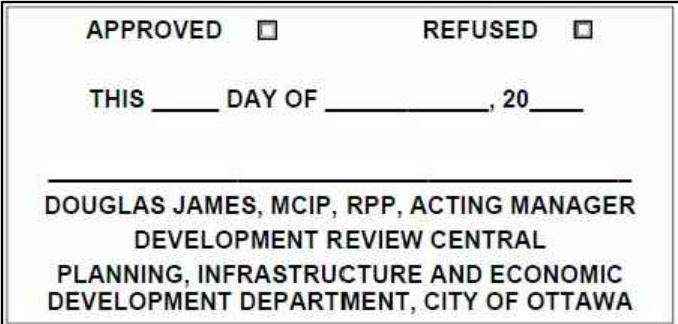 APPROVED ☐ REFUSED ☐
THIS _____ DAY OF ____________, 20____
DOUGLAS JAMES, MCIP, RPP, ACTING MANAGER
DEVELOPMENT REVIEW CENTRAL
PLANNING, INFRASTRUCTURE AND ECONOMIC
DEVELOPMENT DEPARTMENT, CITY OF OTTAWA